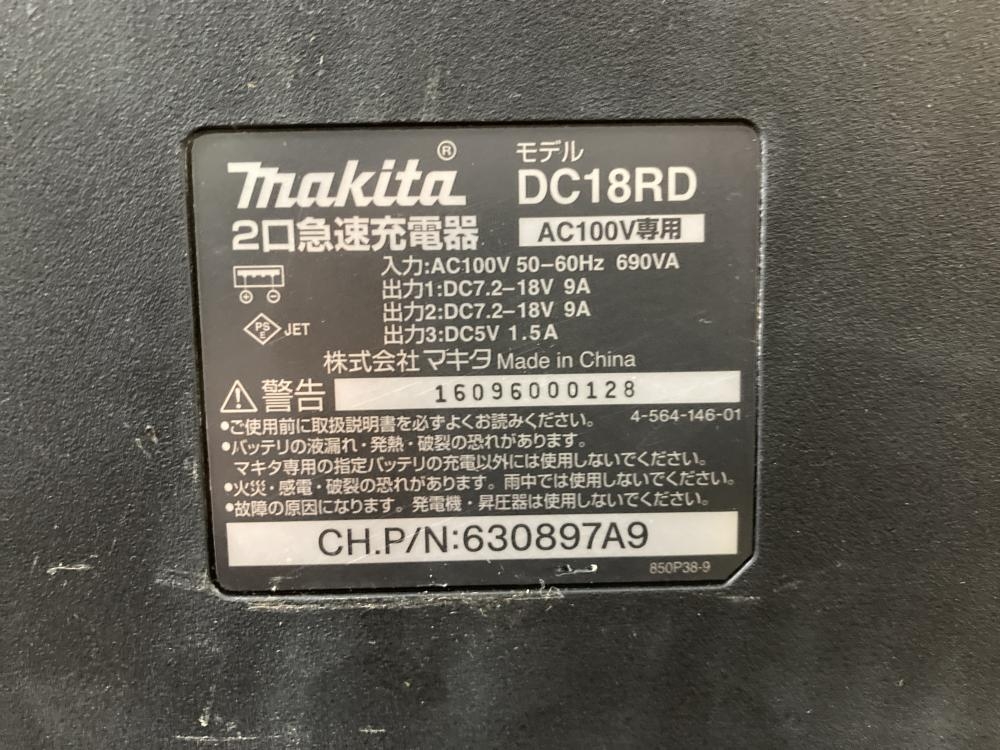 makita®
モデル
DC18RD
2口急速充電器
AC100V専用
入力:AC100V 50-60Hz 690VA
出力1:DC7.2-18V 9A
出力2:DC7.2-18V 9A
出力3:DC5V 1.5A
PS E JET
株式会社 マキタ Made in China
警告 16096000128
•ご使用前に取扱説明書を必ずよくお読みください。 4-564-146-01
•バッテリの液漏れ・発熱・破裂の恐れがあります。
マキタ専用の指定バッテリの充電以外には使用しないでください。
•火災・感電・破裂の恐れがあります。雨中では使用しないでください。
•故障の原因になります。発電機・昇圧器は使用しないでください。
CH.P/N:630897A9
850P38-9